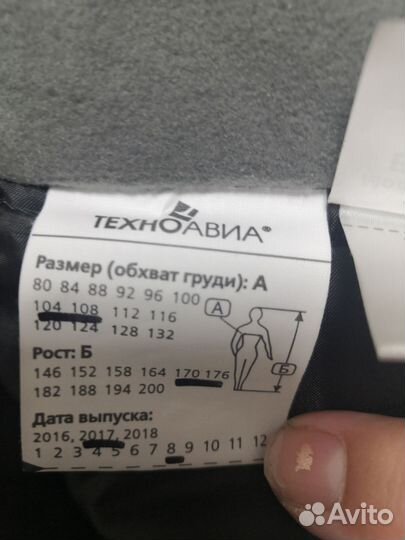 ТЕХНОАВИА®
Размер (обхват груди): А
80 84 88 92 96 100
104 108 112 116
120 124 128 132
А
Рост: Б
146 152 158 164 170 176
182 188 194 200
Б
Дата выпуска:
2016, 2017, 2018
1 2 3 4 5 6 7 8 9 10 11 12
Avito